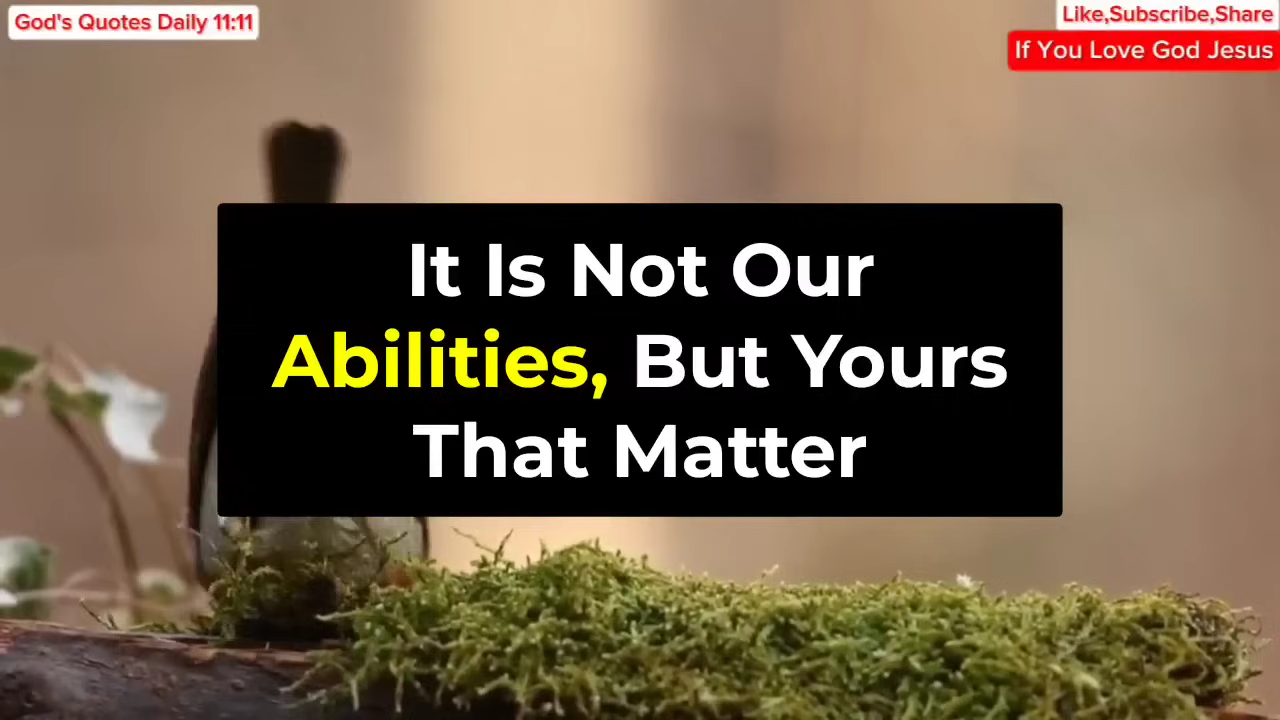 God's Quotes Daily 11:11
Like,Subscribe,Share
If You Love God Jesus
It Is Not Our
Abilities, But Yours
That Matter